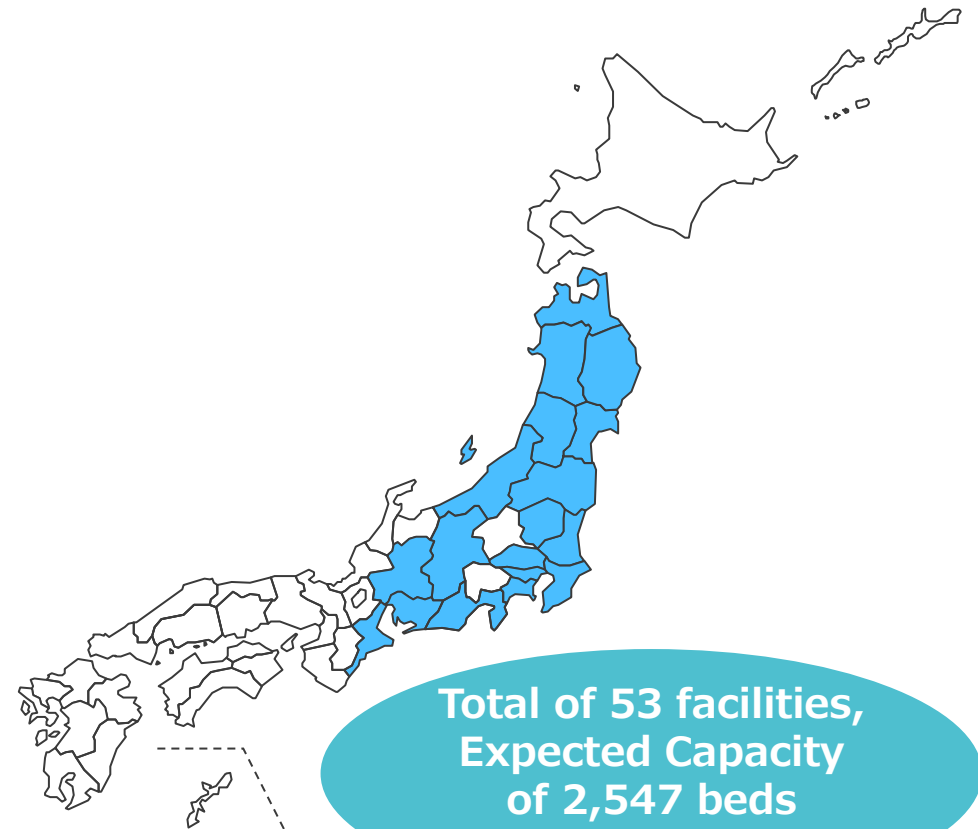 Total of 53 facilities,
Expected Capacity
of 2,547 beds